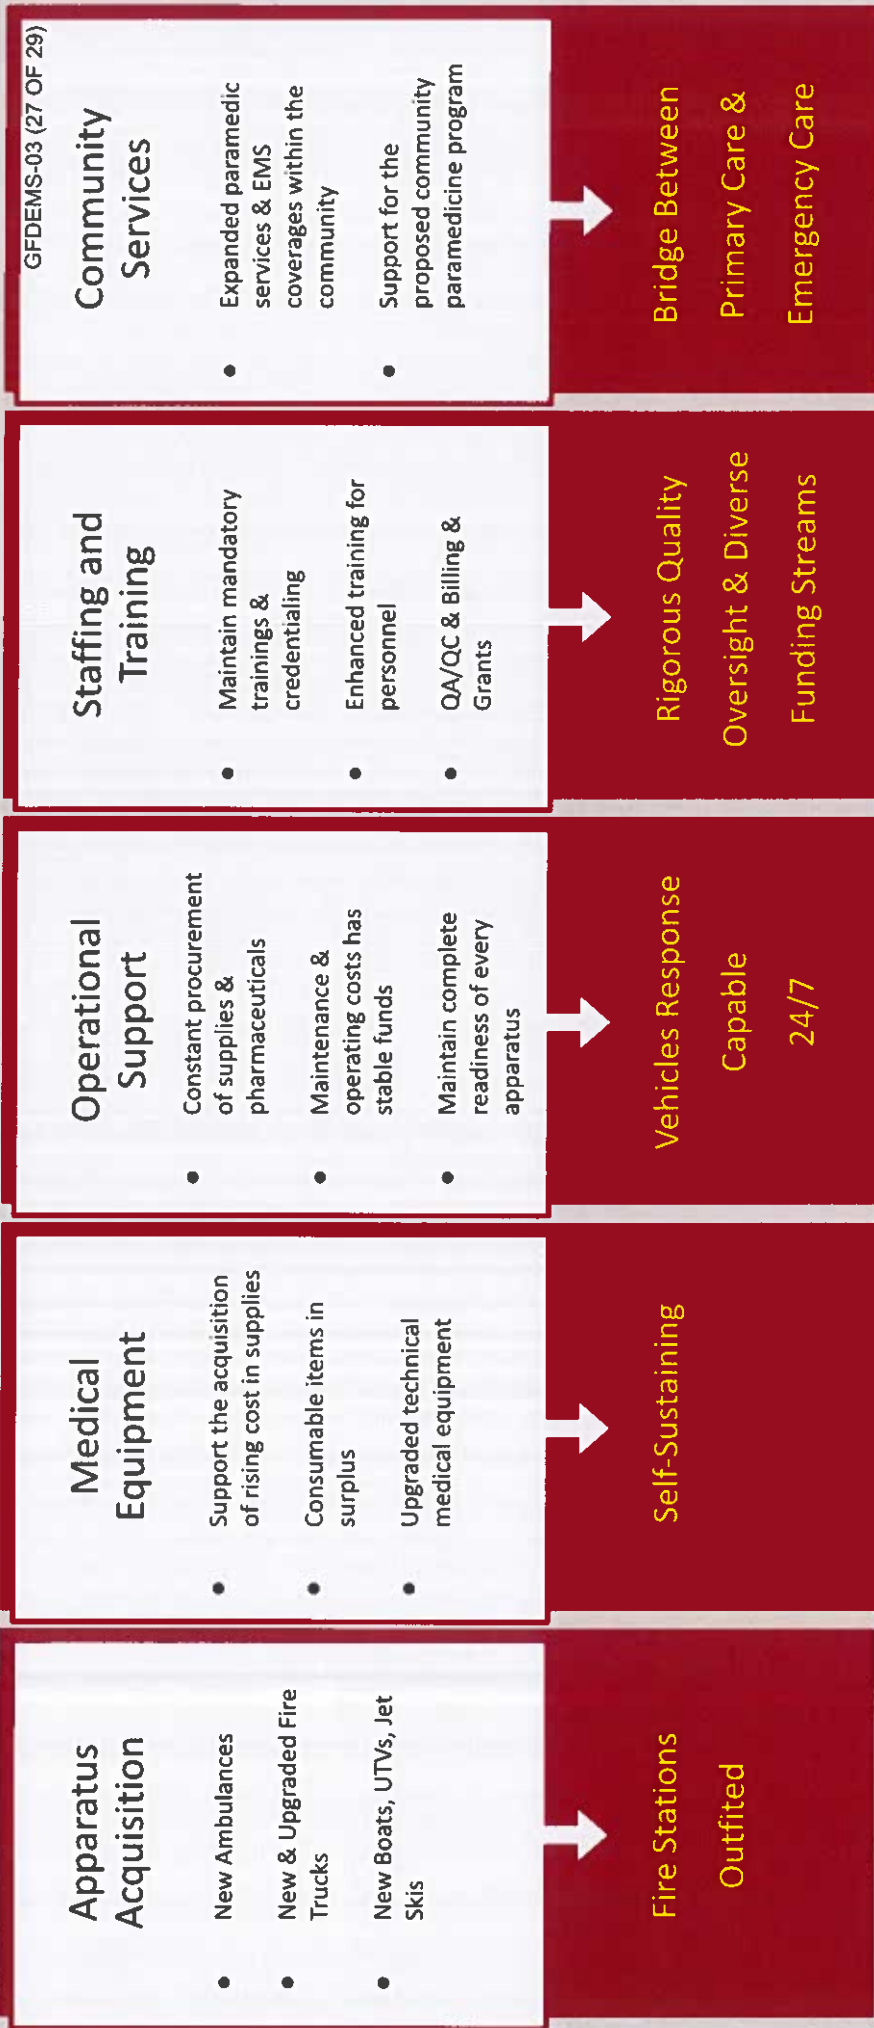 GFDEMS-03 (27 OF 29)
Apparatus
Acquisition
• New Ambulances
• New & Upgraded Fire
Trucks
• New Boats, UTVs, Jet
Skis
Fire Stations
Outfited
Medical
Equipment
• Support the acquisition
of rising cost in supplies
• Consumable items in
surplus
• Upgraded technical
medical equipment
Self-Sustaining
Operational
Support
• Constant procurement
of supplies &
pharmaceuticals
• Maintenance &
operating costs has
stable funds
• Maintain complete
readiness of every
apparatus
Vehicles Response
Capable
24/7
Staffing and
Training
• Maintain mandatory
trainings &
credentialing
• Enhanced training for
personnel
• QA/QC & Billing &
Grants
Rigorous Quality
Oversight & Diverse
Funding Streams
Community
Services
• Expanded paramedic
services & EMS
coverages within the
community
• Support for the
proposed community
paramedicine program
Bridge Between
Primary Care &
Emergency Care